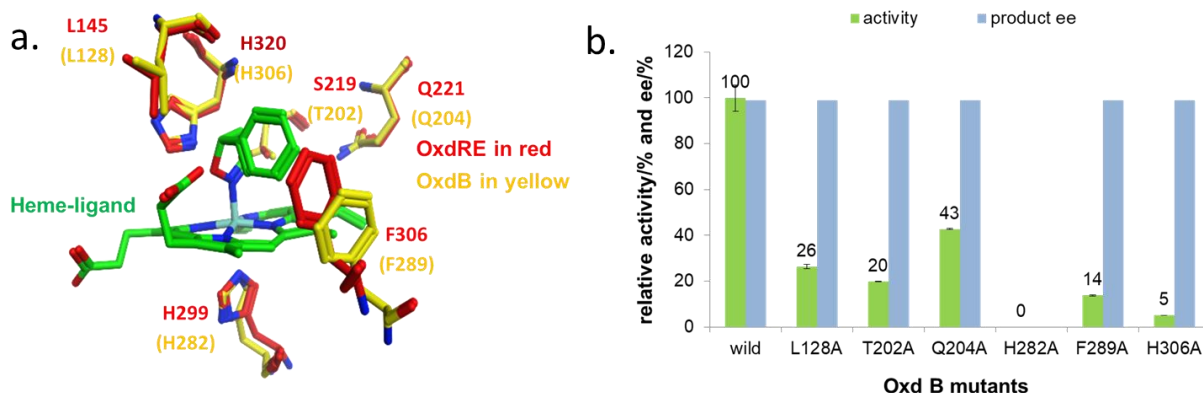 a.
L145
(L128)
H320
(H306)
S219
(T202)
Q221
(Q204)
OxdRE in red
OxdB in yellow
Heme-ligand
F306
(F289)
H299
(H282)
b.
activity
product ee
relative activity/% and ee/%
120
100
80
60
40
20
0
100
26
20
43
0
14
5
wild
L128A
T202A
Q204A
H282A
F289A
H306A
Oxd B mutants